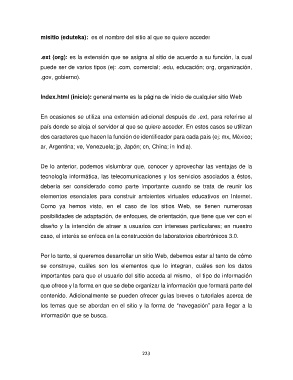 misitio (eduteka): es el nombre del sitio al que se quiere acceder
.ext (org): es la extensión que se asigna al sitio de acuerdo a su función, la cual
puede ser de varios tipos (ej: .com, comercial; .edu, educación; org, organización,
.gov, gobierno).
Index.html (inicio): generalmente es la página de inicio de cualquier sitio Web
En ocasiones se utiliza una extensión adicional después de .ext, para referirse al
país donde se aloja el servidor al que se quiere acceder. En estos casos se utilizan
dos caracteres que hacen la función de identificador para cada país (ej: mx, México;
ar, Argentina; ve, Venezuela; jp, Japón; cn, China; in India).
De lo anterior, podemos vislumbrar que, conocer y aprovechar las ventajas de la
tecnología informática, las telecomunicaciones y los servicios asociados a éstos,
debería ser considerado como parte importante cuando se trata de reunir los
elementos esenciales para construir ambientes virtuales educativos en Internet.
Como ya hemos visto, en el caso de los sitios Web, se tienen numerosas
posibilidades de adaptación, de enfoques, de orientación, que tiene que ver con el
diseño y la intención de atraer a usuarios con intereses particulares; en nuestro
caso, el interés se enfoca en la construcción de laboratorios cibertrónicos 3.0.
Por lo tanto, si queremos desarrollar un sitio Web, debemos estar al tanto de cómo
se construye, cuáles son los elementos que lo integran, cuáles son los datos
importantes para que el usuario del sitio acceda al mismo, el tipo de información
que ofrece y la forma en que se debe organizar la información que formará parte del
contenido. Adicionalmente se pueden ofrecer guías breves o tutoriales acerca de
los temas que se abordan en el sitio y la forma de "navegación" para llegar a la
información que se busca.
223